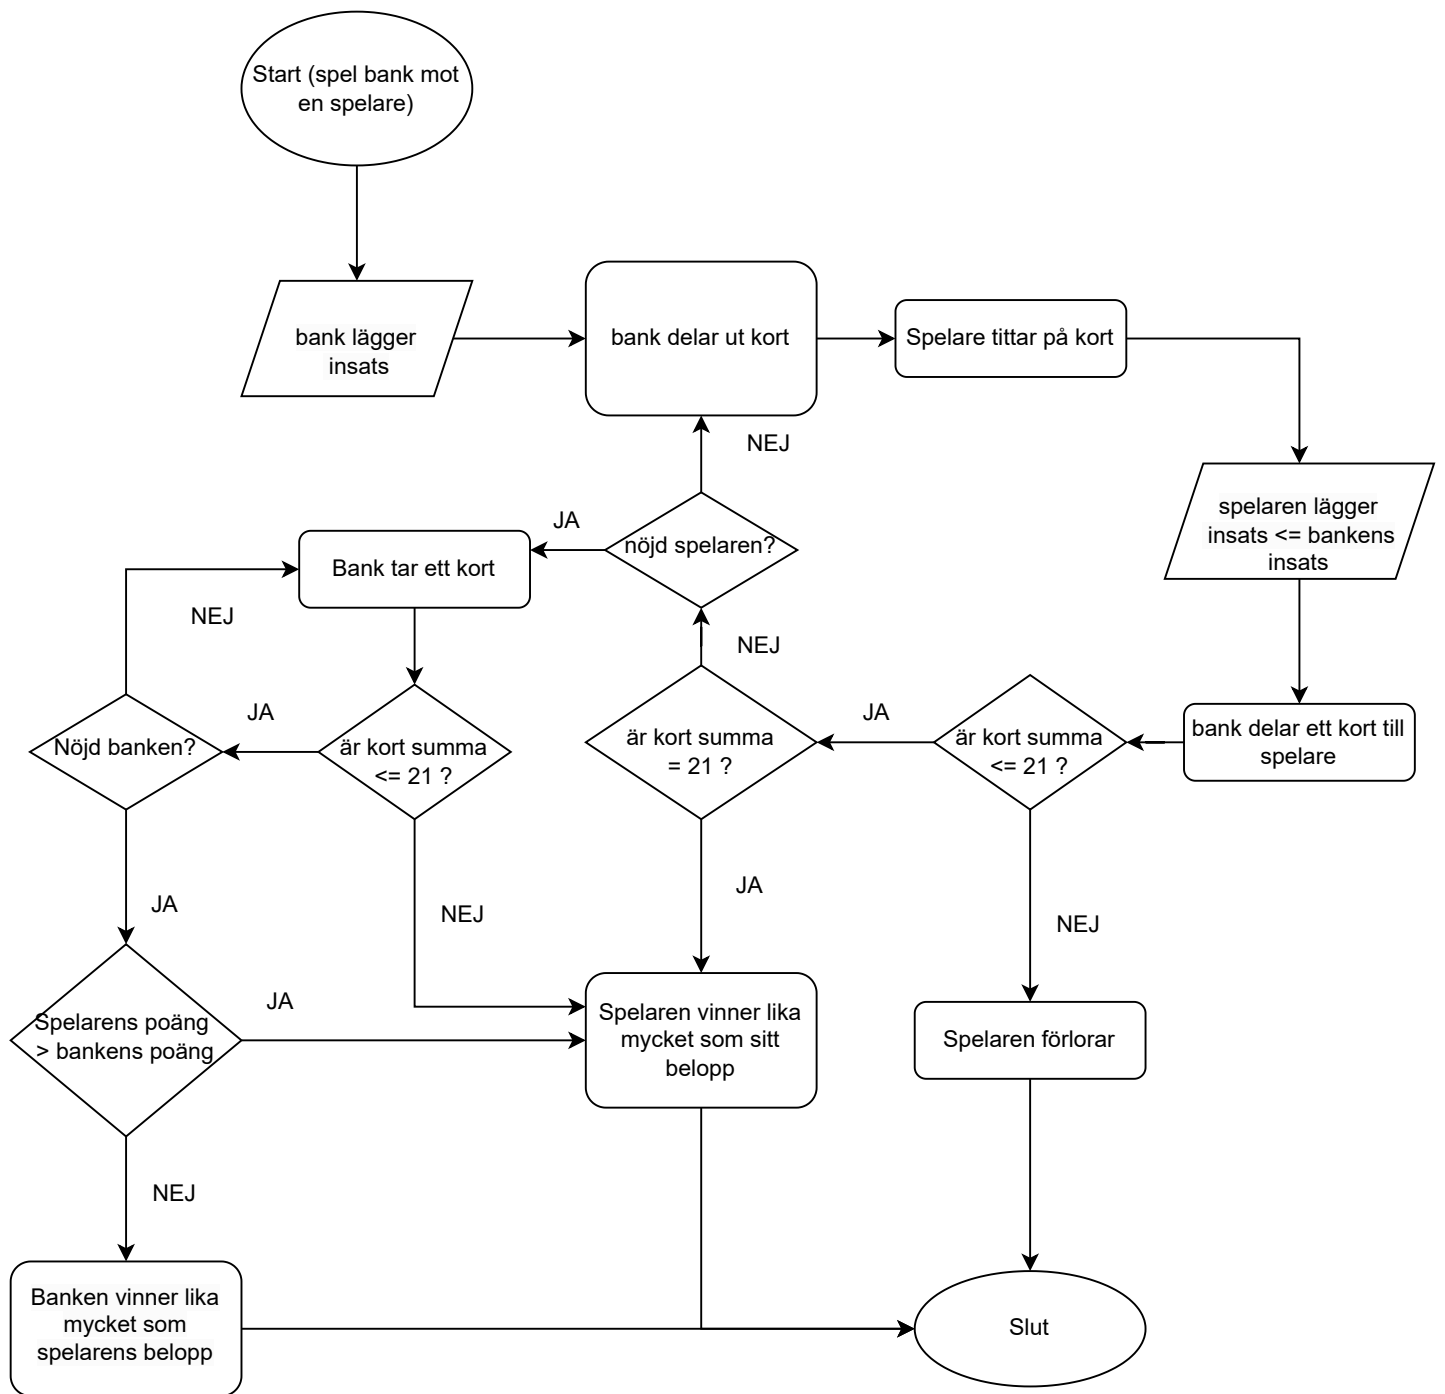 Start (spel bank mot
en spelare)
bank lägger
insats
bank delar ut kort
Spelare tittar på kort
NEJ
spelaren lägger
insats <= bankens
insats
JA
nöjd spelaren?
Bank tar ett kort
NEJ
NEJ
JA
JA
Nöjd banken?
är kort summa
<= 21 ?
är kort summa
= 21 ?
är kort summa
<= 21 ?
bank delar ett kort till
spelare
JA
NEJ
JA
NEJ
JA
Spelarens poäng
> bankens poäng
Spelaren vinner lika
mycket som sitt
belopp
Spelaren förlorar
NEJ
Banken vinner lika
mycket som
spelarens belopp
Slut